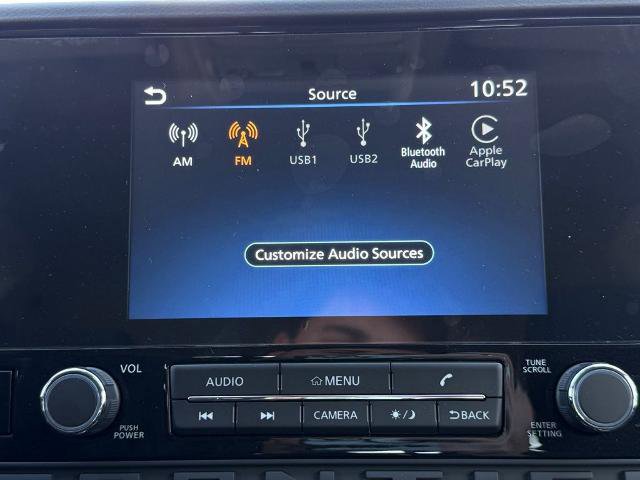 Source
10:52
AM
FM
USB1
USB2
Bluetooth
Audio
Apple
CarPlay
Customize Audio Sources
VOL
PUSH
POWER
AUDIO
MENU
CAMERA
BACK
TUNE
SCROLL
ENTER
SETTING